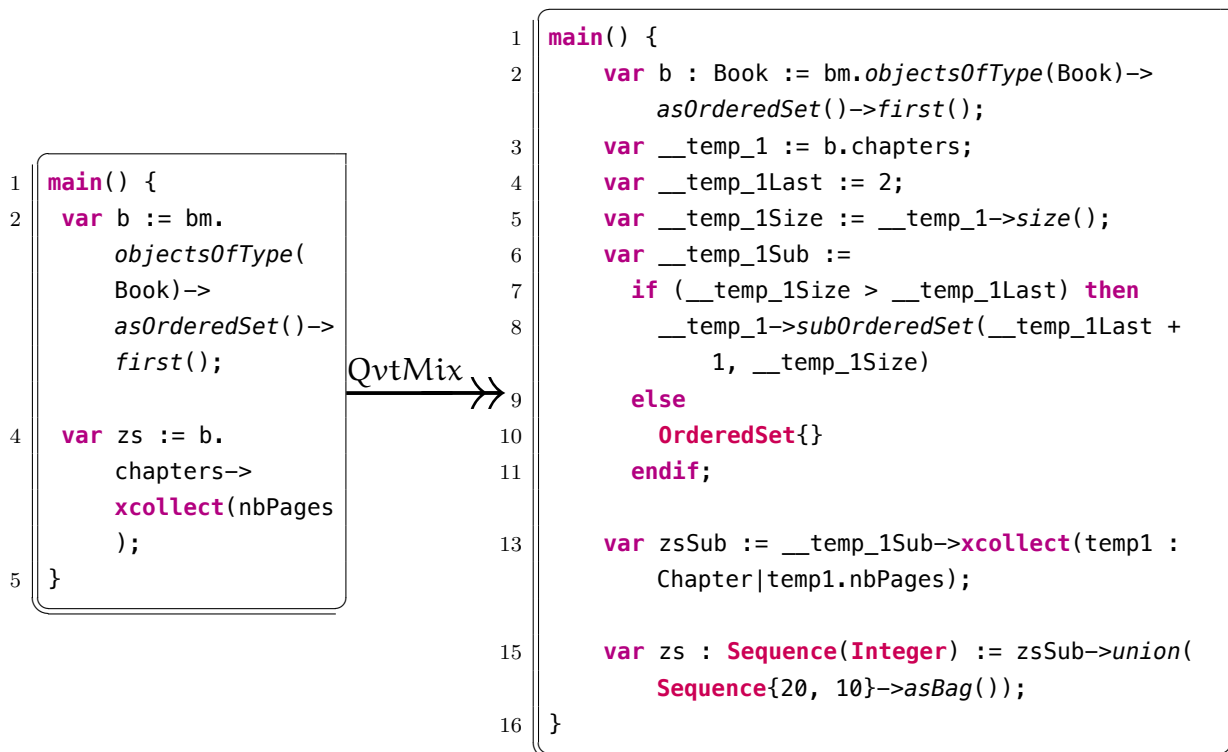 1 main() {
2 var b := bm.
objectsOfType(
Book)->
asOrderedSet()->
first();
4 var zs := b.
chapters->
xcollect(nbPages
);
5 }
QvtMix
1 main() {
2 var b : Book := bm.objectsOfType(Book)->
asOrderedSet()->first();
3 var __temp_1 := b.chapters;
4 var __temp_1Last := 2;
5 var __temp_1Size := __temp_1->size();
6 var __temp_1Sub :=
7 if (__temp_1Size > __temp_1Last) then
8 __temp_1->subOrderedSet(__temp_1Last +
1, __temp_1Size)
9 else
10 OrderedSet{}
11 endif;
13 var zsSub := __temp_1Sub->xcollect(temp1 :
Chapter|temp1.nbPages);
15 var zs : Sequence(Integer) := zsSub->union(
Sequence{20, 10}->asBag());
16 }